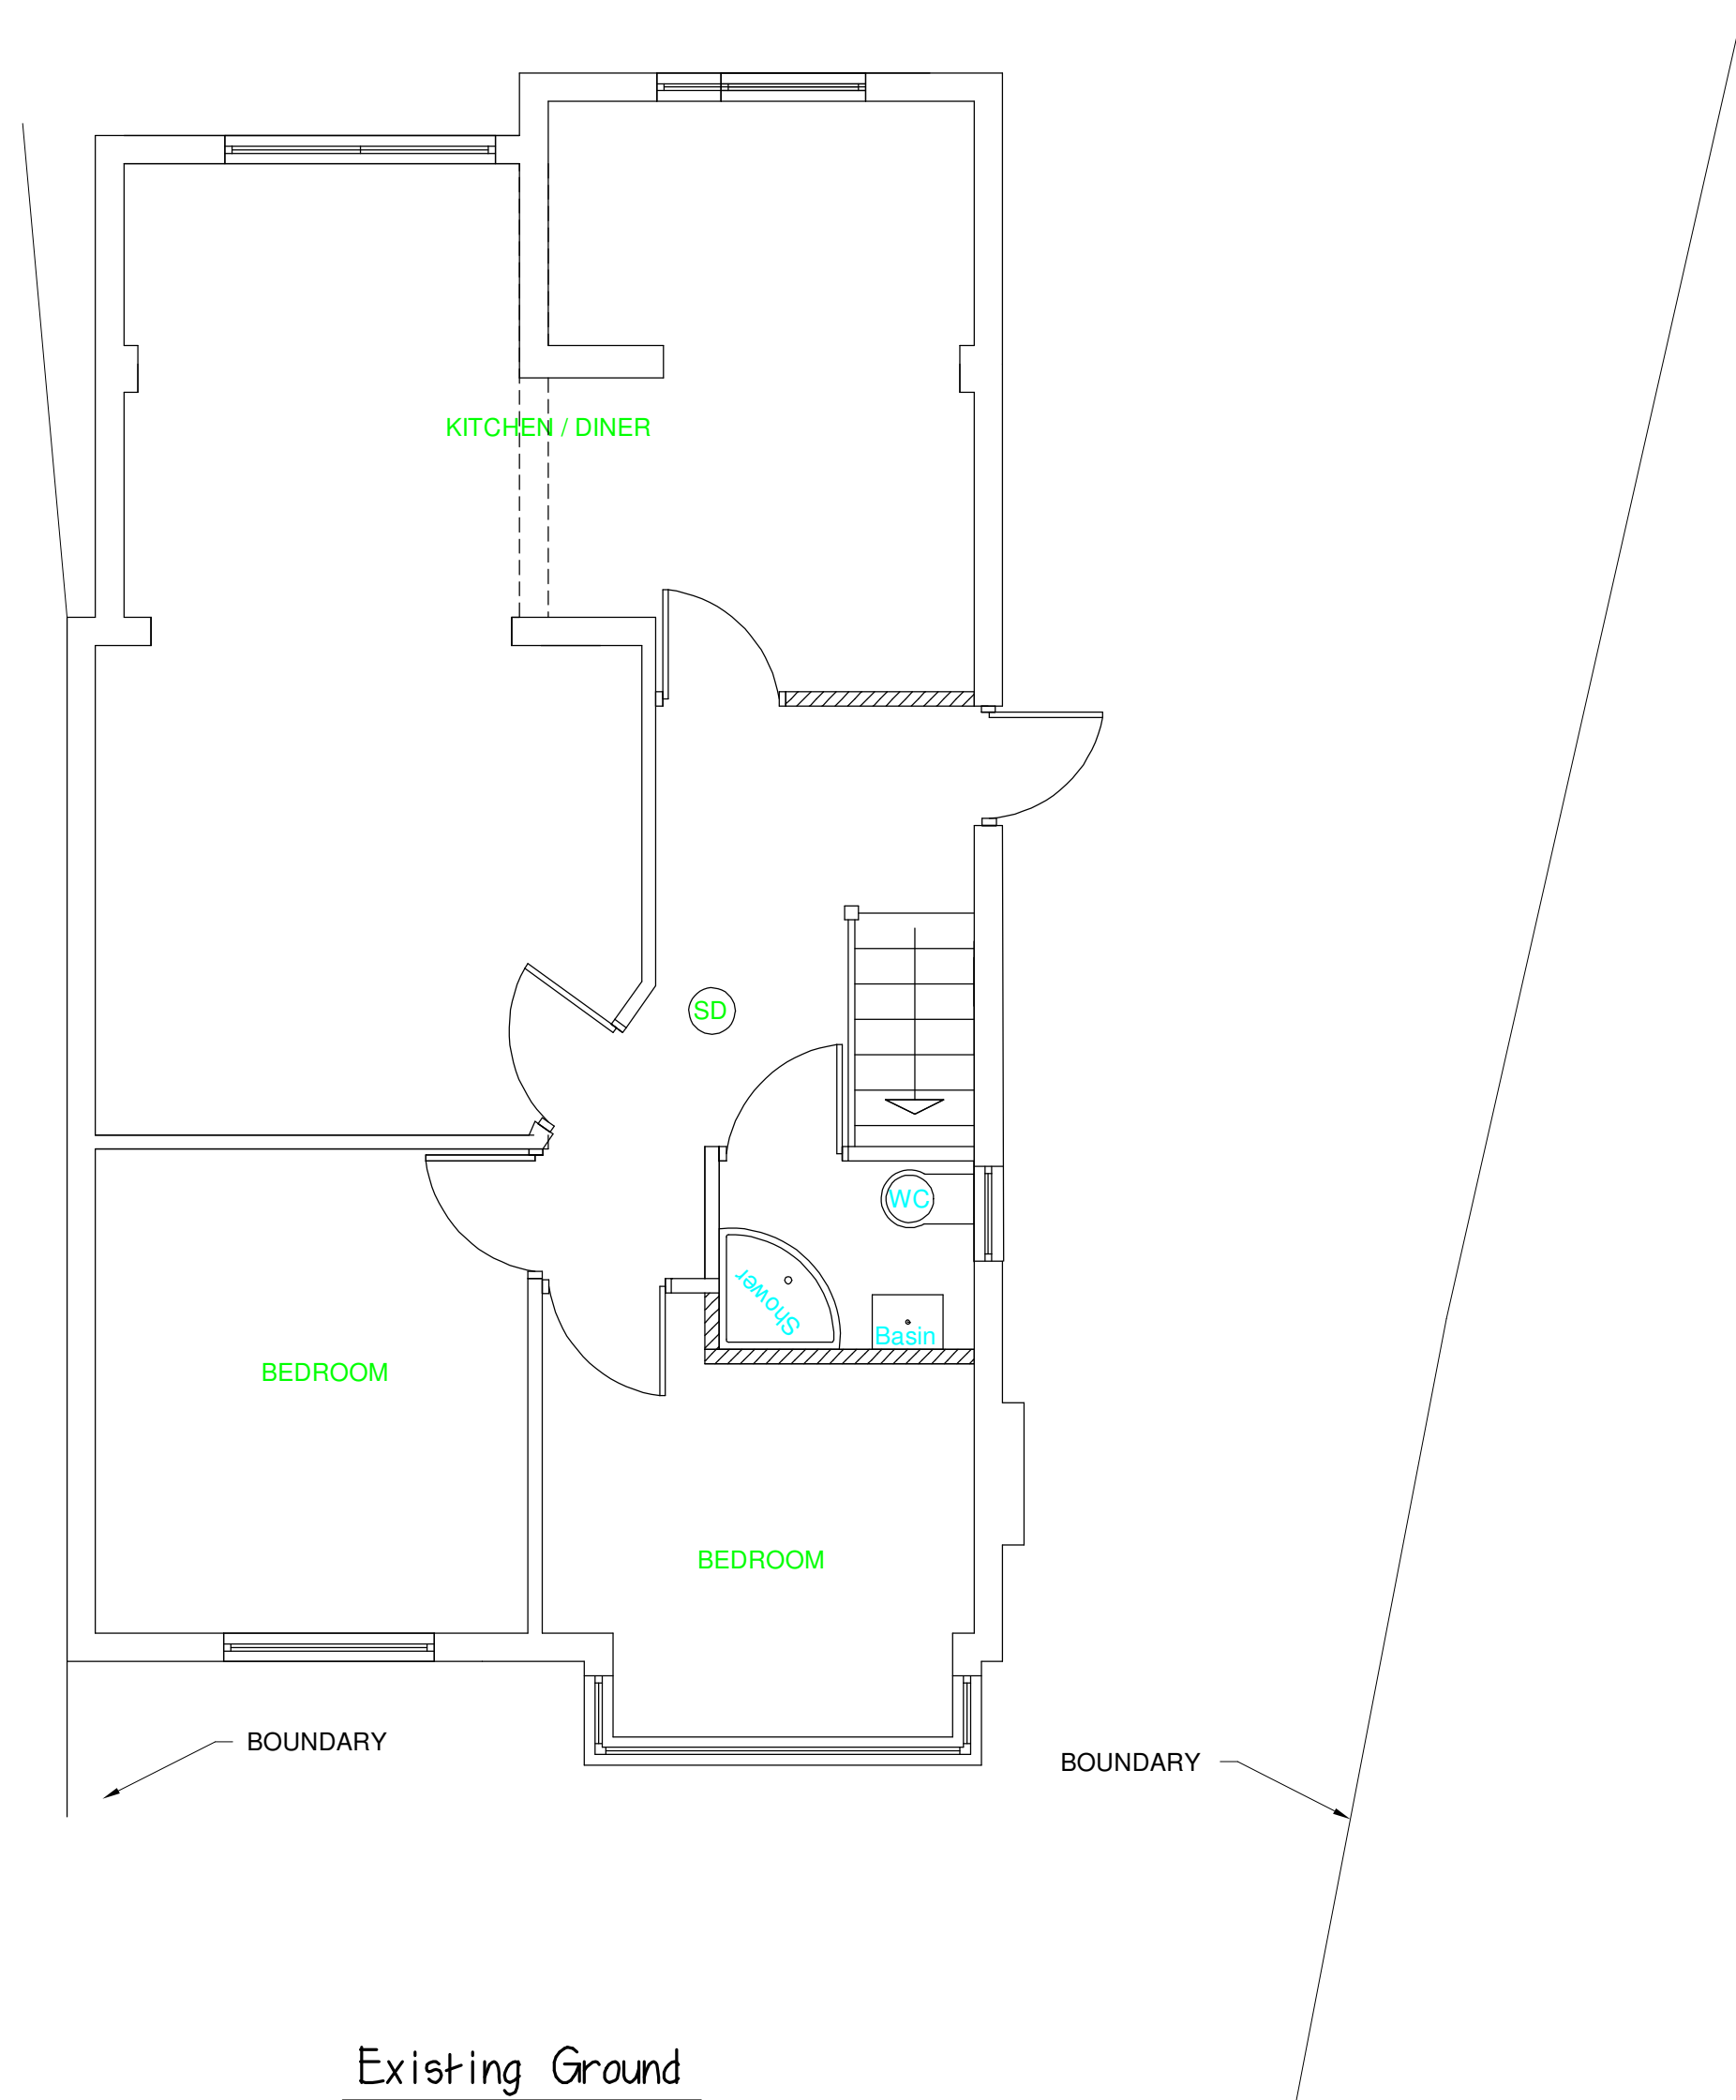 KITCHEN / DINER
SD
WC
Shower
Basin
BEDROOM
BEDROOM
BOUNDARY
BOUNDARY
Existing Ground